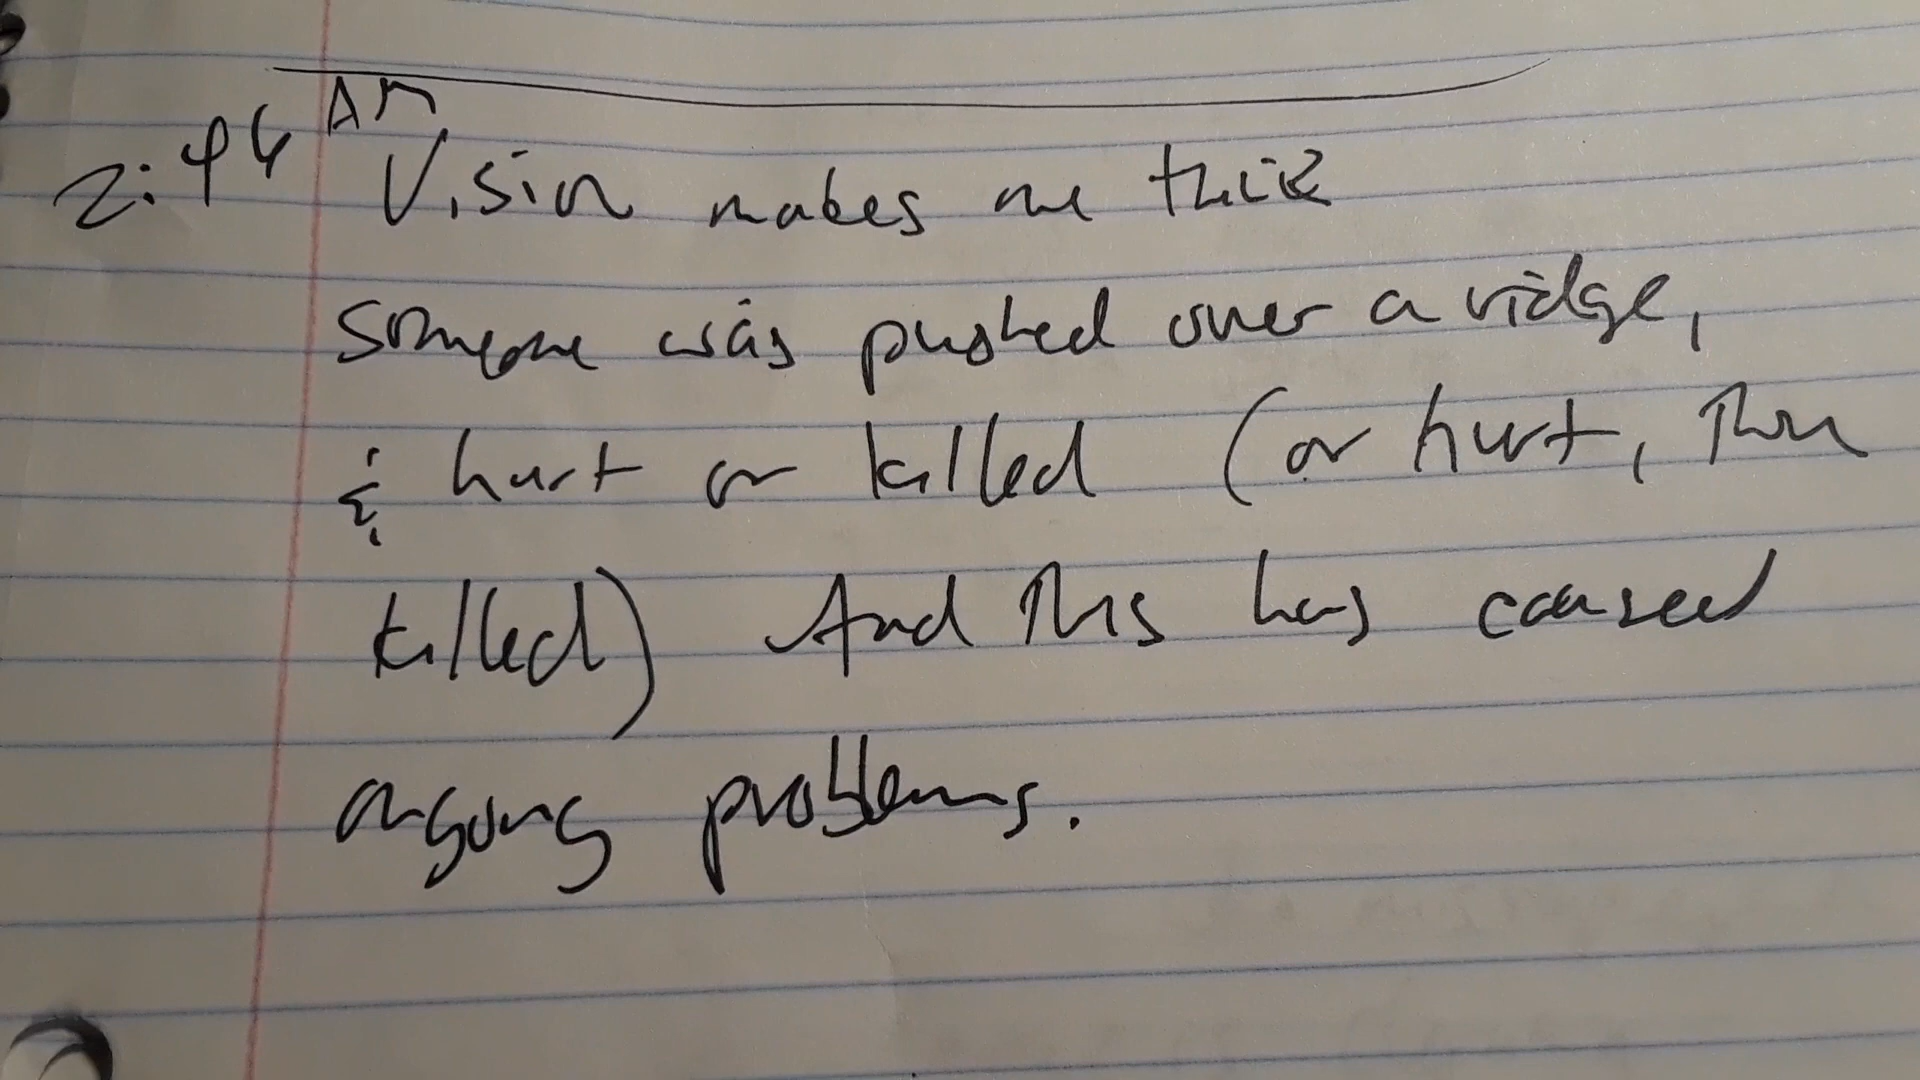 2:46 AM Vision makes me think
someone was pushed over a ridge,
& hurt or killed (or hurt, then
killed) And this has caused
ongoing problems.